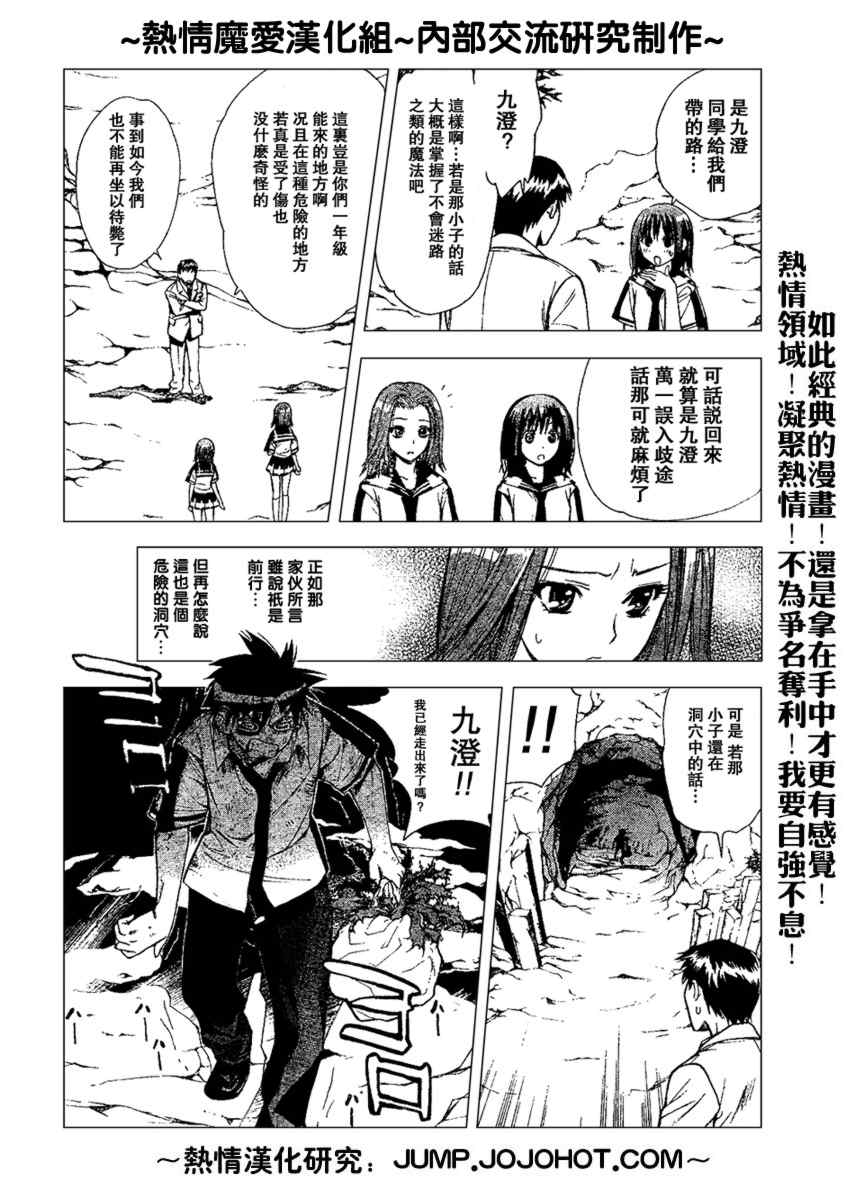 ~熱情魔愛漢化組~內部交流研究制作~
是九澄
同學給我們
帶的路…
九澄?
這樣啊…若是那小子的話
大概是掌握了不會迷路
之類的魔法吧
這裏豈是你們一年級
能來的地方啊
況且在這種危險的地方
若真是受了傷也
没什麽奇怪的
事到如今我們
也不能再坐以待斃了
可話説回來
就算是九澄
萬一誤入歧途
話那可就麻煩了
正如那
家伙所言
雖說祇是
前行…
但再怎麼說
這也是個
危險的洞穴…
可是 若那
小子還在
洞穴中的話…
!!
九澄!!
我已經走出來了嗎?
ヨロ
如此經典的漫畫!還是拿在手中才更有感覺!
熱情領域!凝聚熱情!不為爭名奪利!我要自強不息!
~熱情漢化研究: JUMP.JOJOHOT.COM~